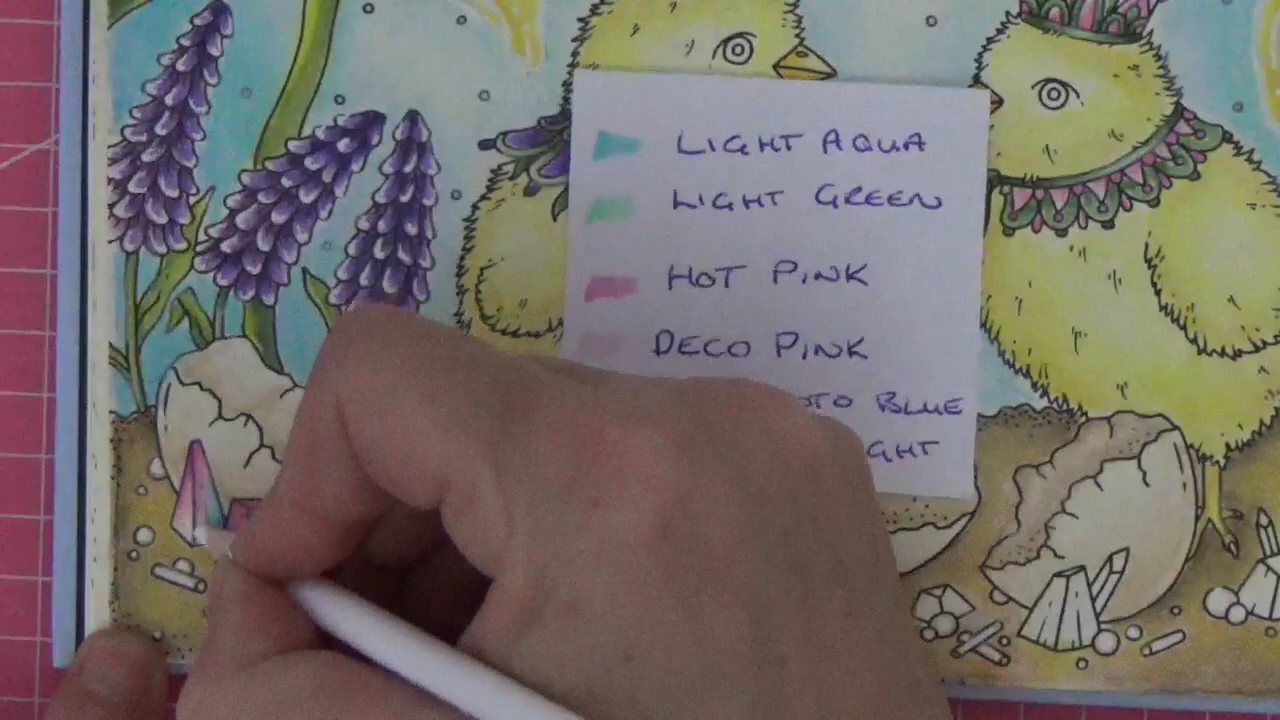 LIGHT AQUA
LIGHT GREEN
HOT PINK
DECO PINK
BLUE